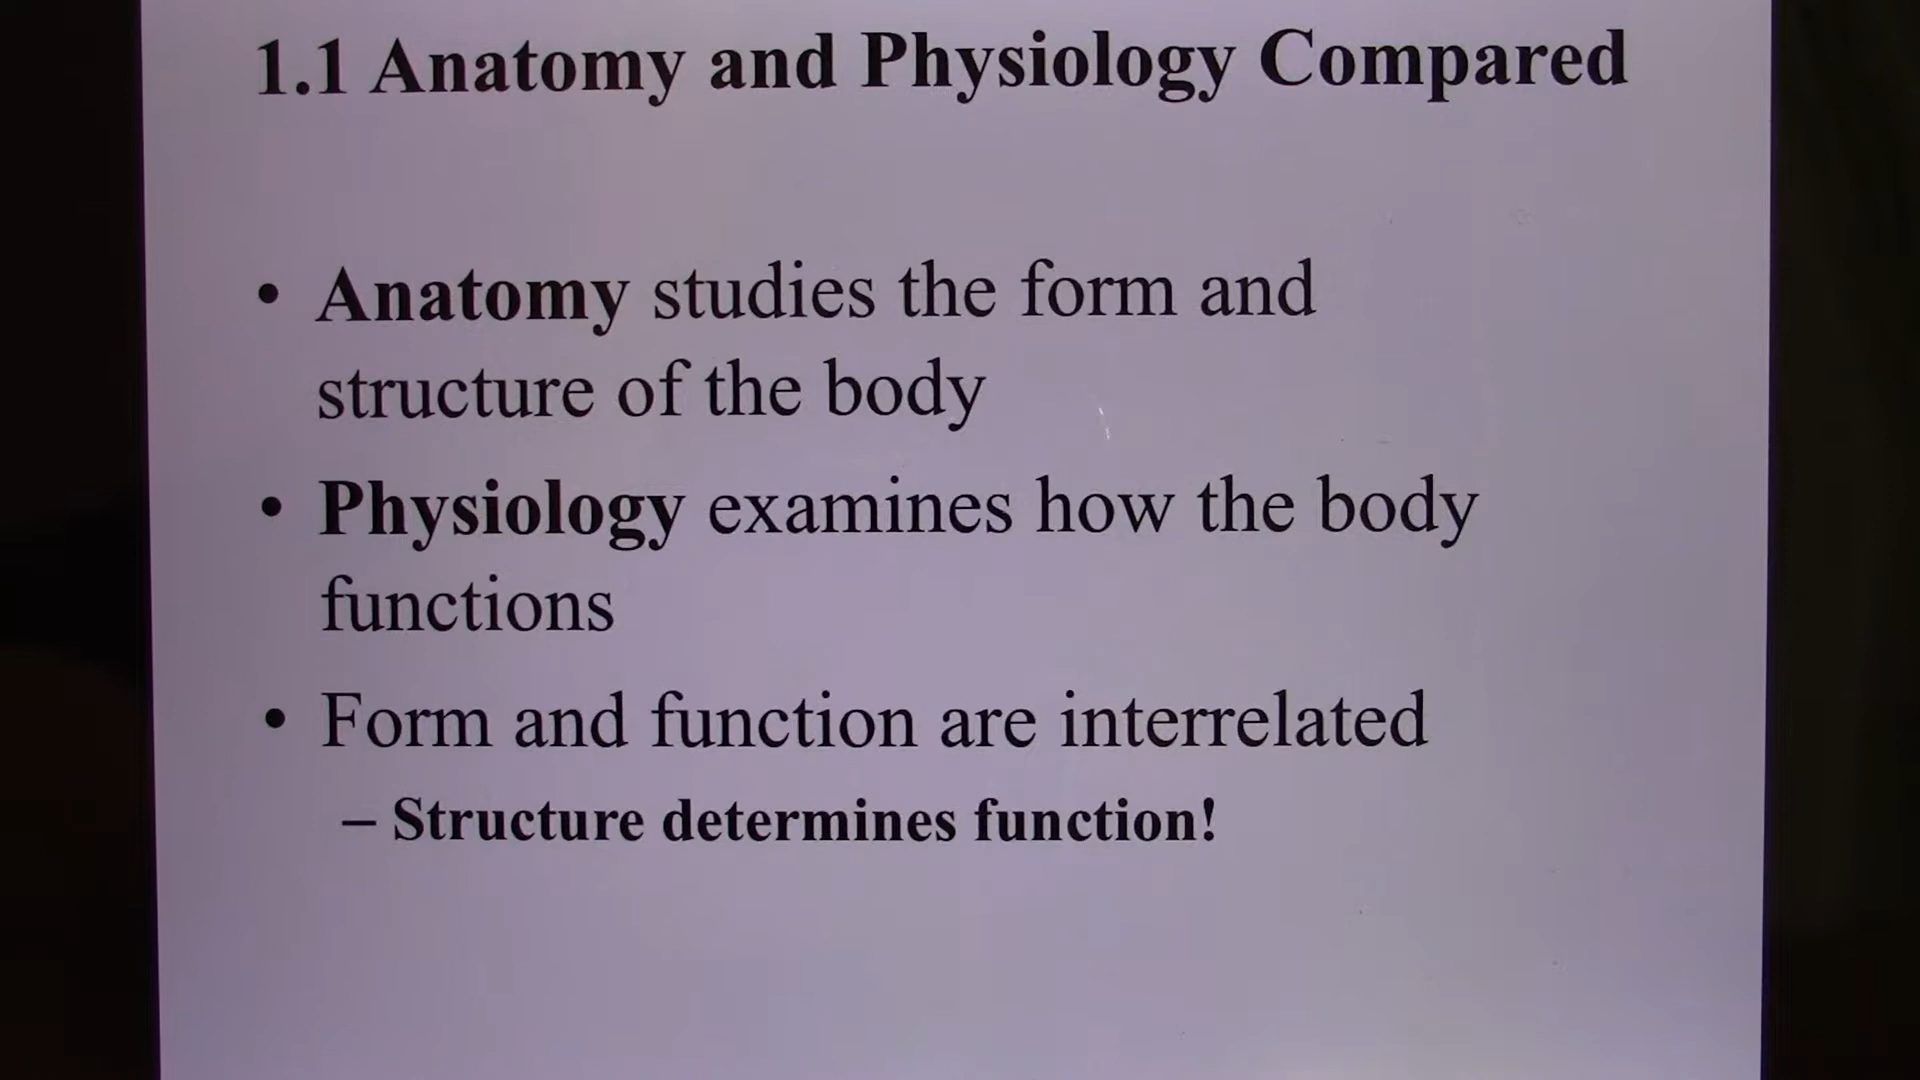 1.1 Anatomy and Physiology Compared
• Anatomy studies the form and
structure of the body
• Physiology examines how the body
functions
• Form and function are interrelated
– Structure determines function!